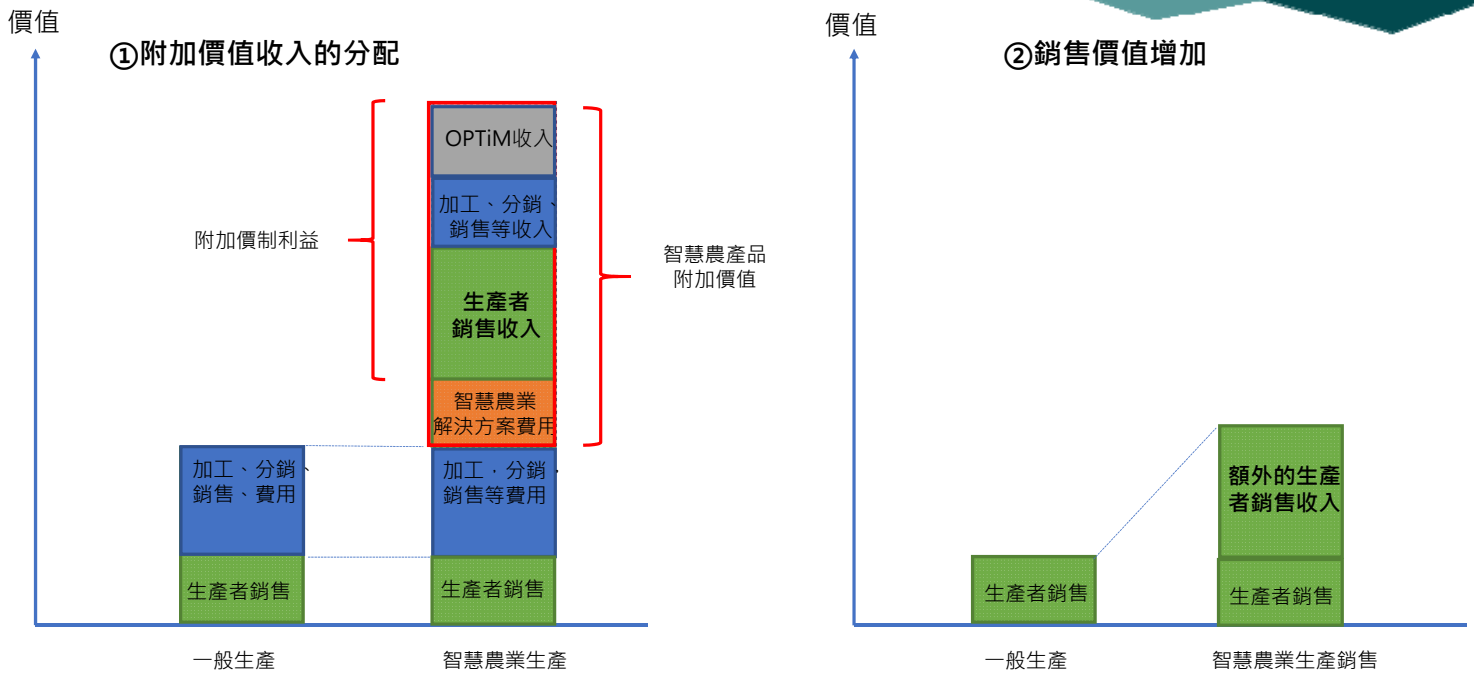 價值
①附加價值收入的分配
OPTiM收入
加工、分銷、
銷售等收入
附加價制利益
智慧農產品
附加價值
生產者
銷售收入
智慧農業
解決方案費用
加工、分銷、
銷售、費用
加工．分銷、
銷售等費用
生產者銷售
生產者銷售
一般生產
智慧農業生產
價值
②銷售價值增加
額外的生產
者銷售收入
生產者銷售
生產者銷售
一般生產
智慧農業生產銷售